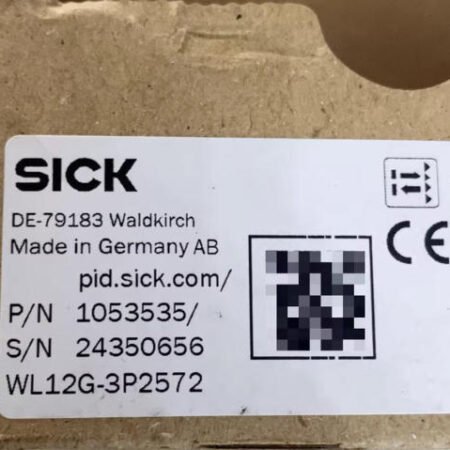 SICK
DE-79183 Waldkirch
Made in Germany AB
pid.sick.com/
P/N 1053535/
S/N 24350656
WL12G-3P2572
CE